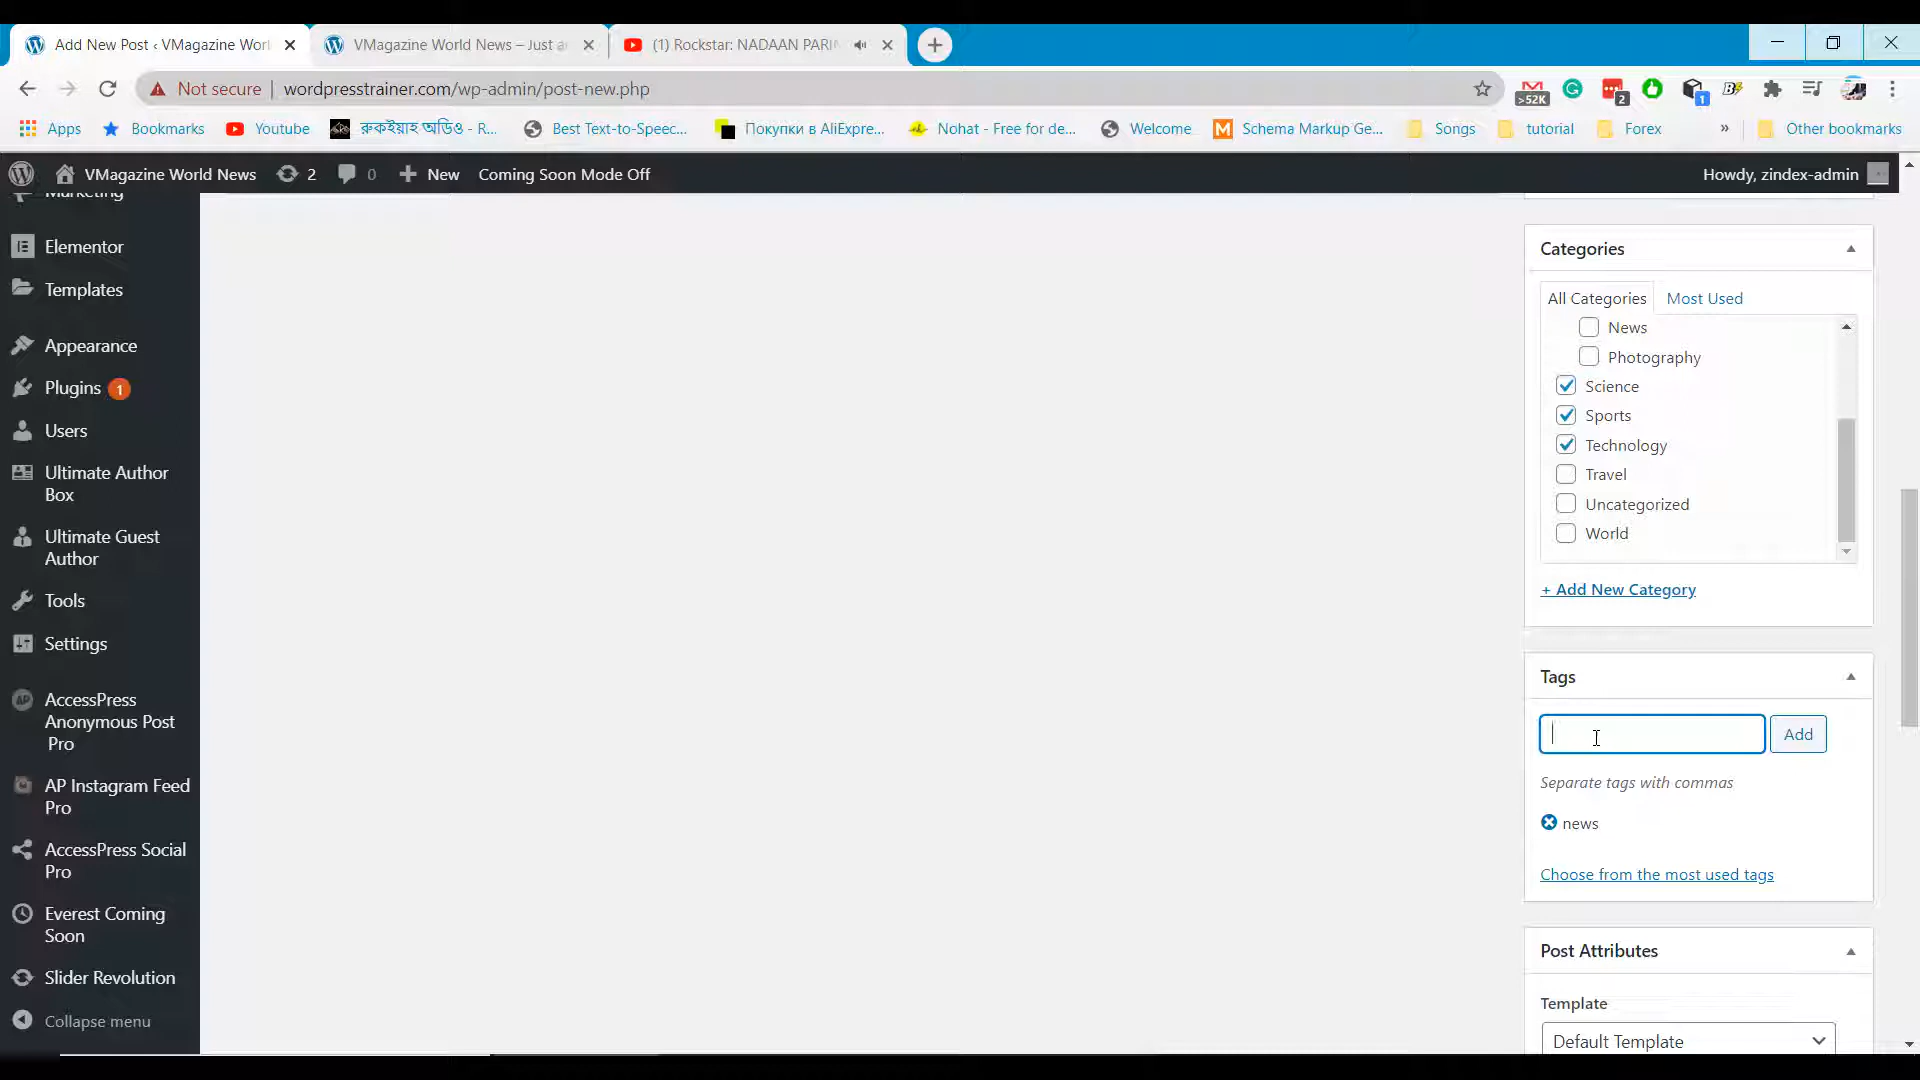 Add New Post ‹ VMagazine Worl
VMagazine World News – Just a
(1) Rockstar: NADAAN PARIN
Not secure | wordpresstrainer.com/wp-admin/post-new.php
>52K
2
1
Apps
Bookmarks
Youtube
রুকইয়াহ অডিও - R...
Best Text-to-Speec...
Покупки в AliExpre...
Nohat - Free for de...
Welcome
Schema Markup Ge...
Songs
tutorial
Forex
»
Other bookmarks
VMagazine World News
2
0
New
Coming Soon Mode Off
Howdy, zindex-admin
Marketing
Elementor
Templates
Appearance
Plugins 1
Users
Ultimate Author
Box
Ultimate Guest
Author
Tools
Settings
AccessPress
Anonymous Post
Pro
AP Instagram Feed
Pro
AccessPress Social
Pro
Everest Coming
Soon
Slider Revolution
Collapse menu
Categories
All Categories
Most Used
News
Photography
Science
Sports
Technology
Travel
Uncategorized
World
+ Add New Category
Tags
Add
Separate tags with commas
news
Choose from the most used tags
Post Attributes
Template
Default Template